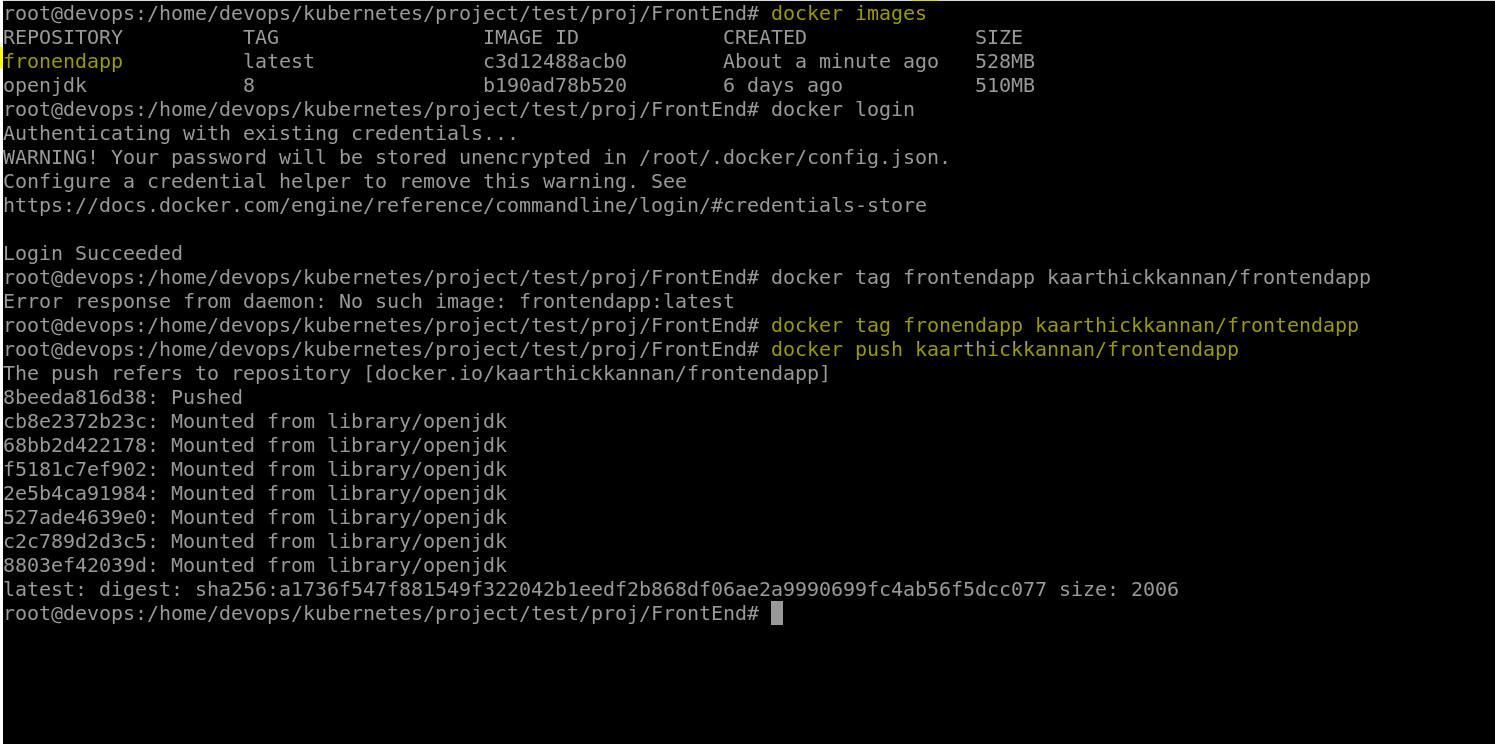 root@devops:/home/devops/kubernetes/project/test/proj/FrontEnd# docker images
REPOSITORY          TAG                 IMAGE ID            CREATED              SIZE
fronendapp          latest              c3d12488acb0        About a minute ago   528MB
openjdk             8                   b190ad78b520        6 days ago           510MB
root@devops:/home/devops/kubernetes/project/test/proj/FrontEnd# docker login
Authenticating with existing credentials...
WARNING! Your password will be stored unencrypted in /root/.docker/config.json.
Configure a credential helper to remove this warning. See
https://docs.docker.com/engine/reference/commandline/login/#credentials-store

Login Succeeded
root@devops:/home/devops/kubernetes/project/test/proj/FrontEnd# docker tag frontendapp kaarthickkannan/frontendapp
Error response from daemon: No such image: frontendapp:latest
root@devops:/home/devops/kubernetes/project/test/proj/FrontEnd# docker tag fronendapp kaarthickkannan/frontendapp
root@devops:/home/devops/kubernetes/project/test/proj/FrontEnd# docker push kaarthickkannan/frontendapp
The push refers to repository [docker.io/kaarthickkannan/frontendapp]
8beeda816d38: Pushed
cb8e2372b23c: Mounted from library/openjdk
68bb2d422178: Mounted from library/openjdk
f5181c7ef902: Mounted from library/openjdk
2e5b4ca91984: Mounted from library/openjdk
527ade4639e0: Mounted from library/openjdk
c2c789d2d3c5: Mounted from library/openjdk
8803ef42039d: Mounted from library/openjdk
latest: digest: sha256:a1736f547f881549f322042b1eedf2b868df06ae2a9990699fc4ab56f5dcc077 size: 2006
root@devops:/home/devops/kubernetes/project/test/proj/FrontEnd#